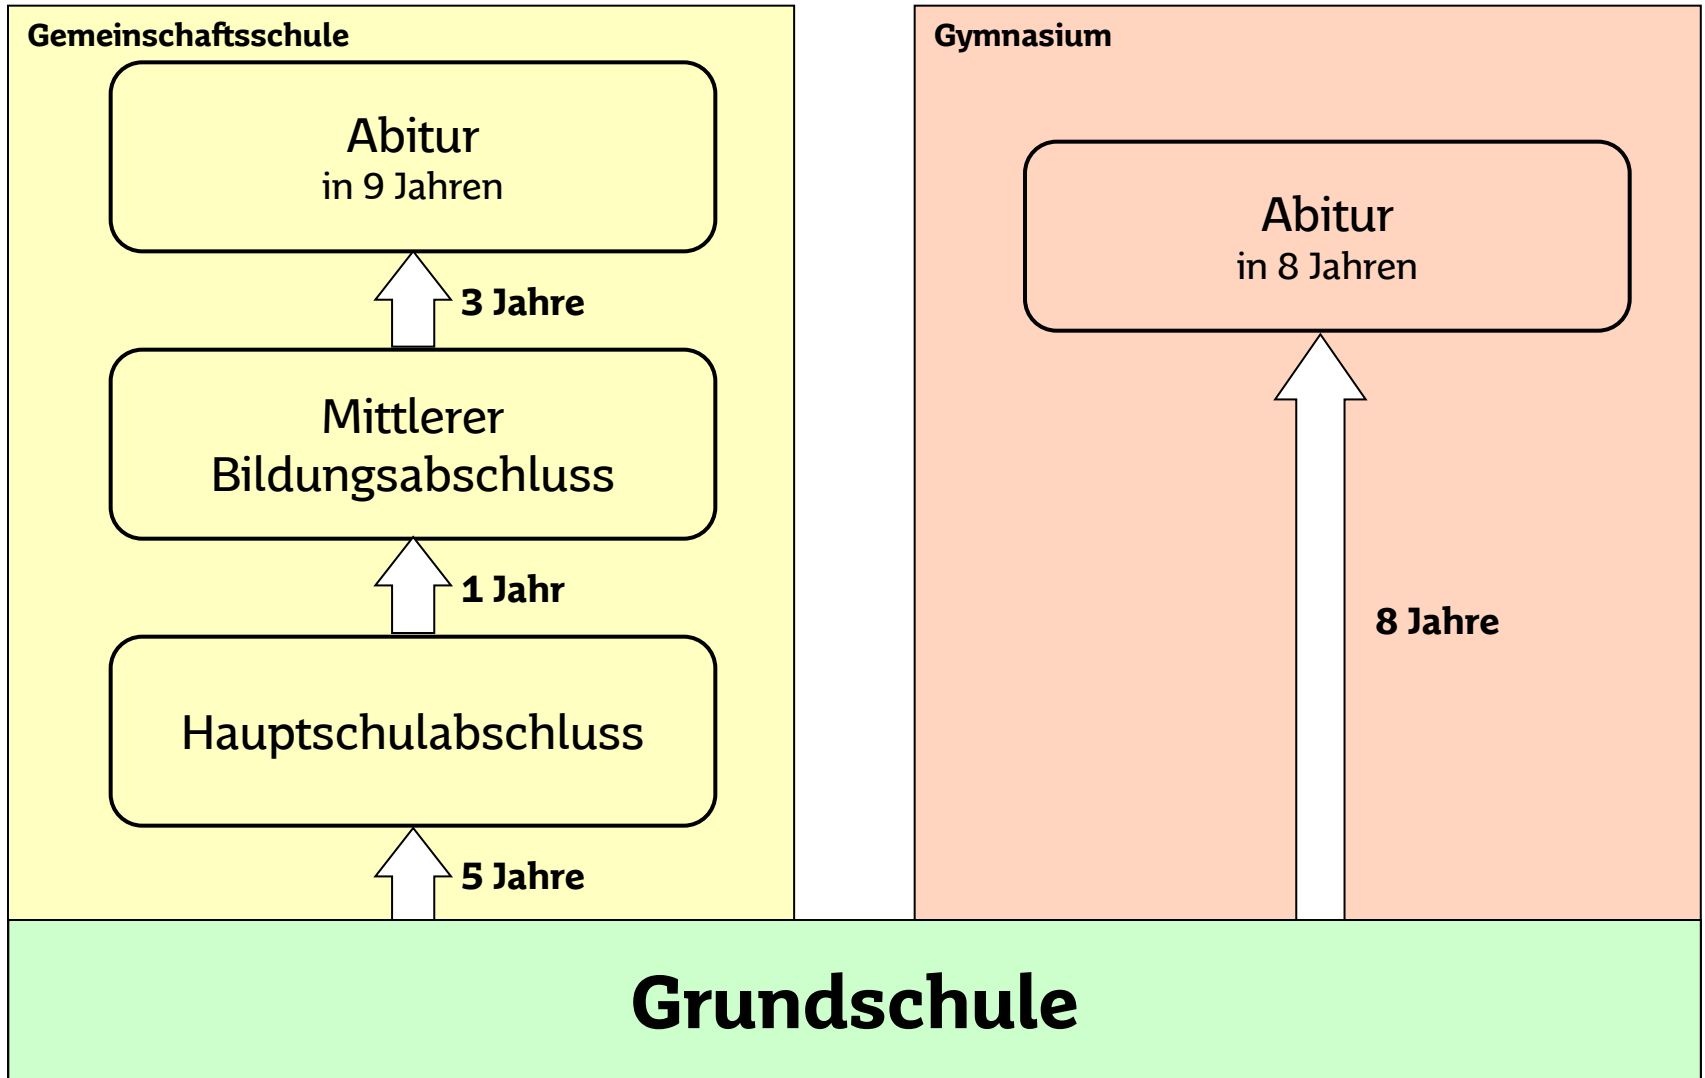 Gemeinschaftsschule
Abitur
in 9 Jahren
3 Jahre
Mittlerer
Bildungsabschluss
1 Jahr
Hauptschulabschluss
5 Jahre
Gymnasium
Abitur
in 8 Jahren
8 Jahre
Grundschule